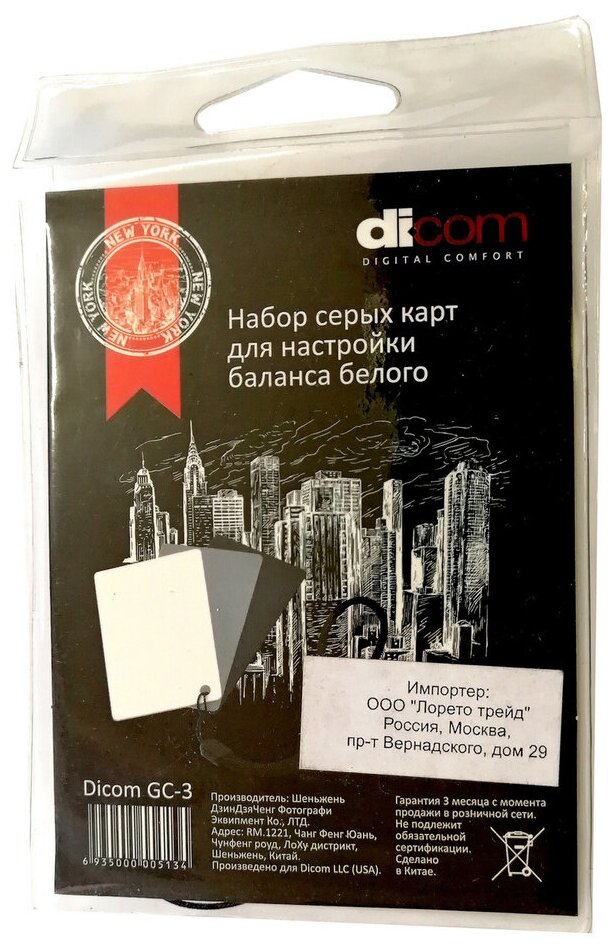 NEW YORK
NEW YORK
NEW YORK
NEW YORK
dicom
DIGITAL COMFORT
Набор серых карт
для настройки
баланса белого
Импортер:
ООО "Лорето трейд"
Россия, Москва,
пр-т Вернадского, дом 29
Dicom GC-3
6 935000 005134
Производитель: Шеньжень
ДзинДзяЧенг Фотографи
Эквипмент Ко., ЛТД.
Адрес: RM.1221, Чанг Фенг Юань,
Чунфенг роуд, ЛоХу дистрикт,
Шеньжень, Китай.
Произведено для Dicom LLC (USA).
Гарантия 3 месяца с момента
продажи в розничной сети.
Не подлежит
обязательной
сертификации.
Сделано
в Китае.